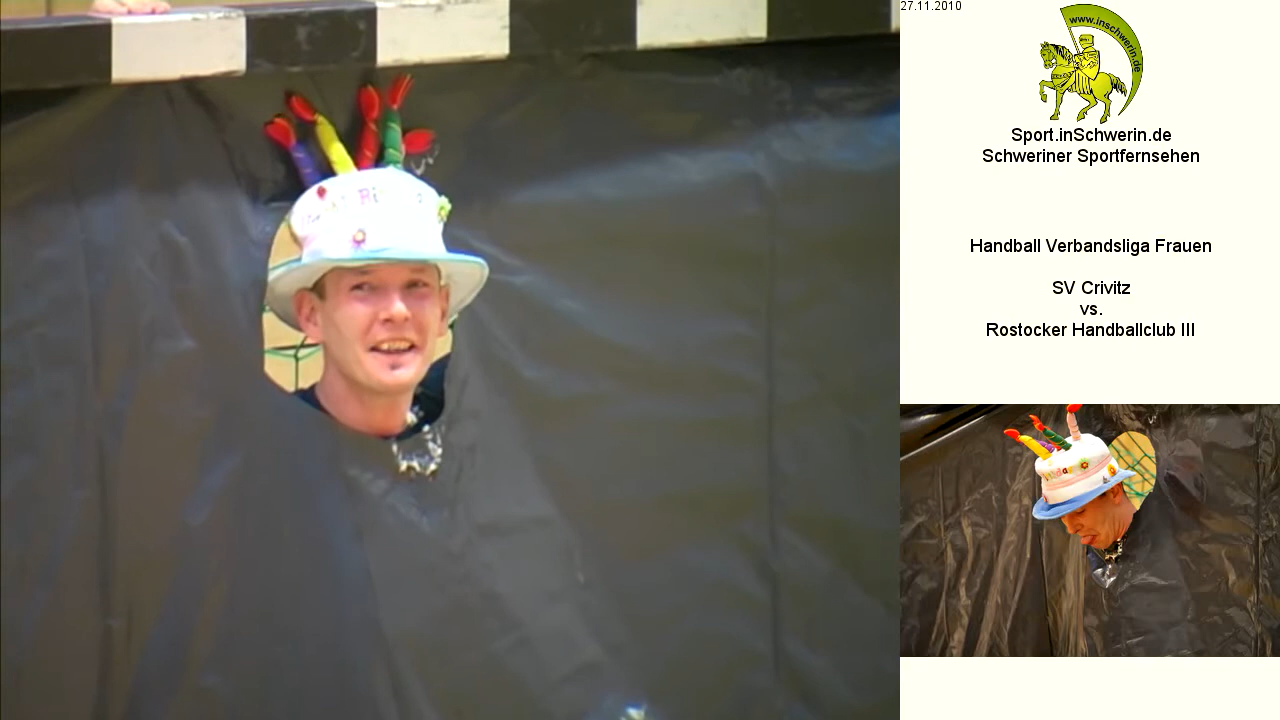 27.11.2010
www.inschwerin.de
Sport.inSchwerin.de
Schweriner Sportfernsehen
Handball Verbandsliga Frauen
SV Crivitz
vs.
Rostocker Handballclub III